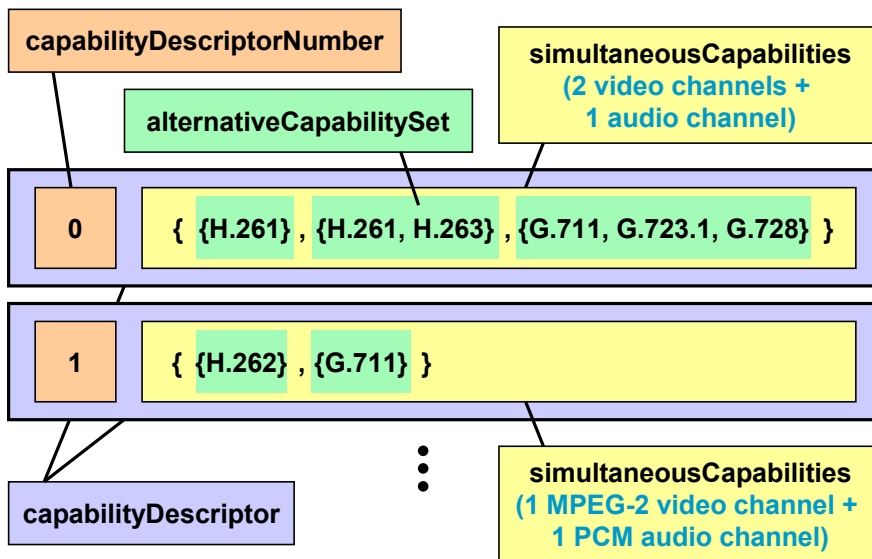 capabilityDescriptorNumber
simultaneousCapabilities
(2 video channels +
1 audio channel)
alternativeCapabilitySet
0
{ {H.261} , {H.261, H.263} , {G.711, G.723.1, G.728} }
1
{ {H.262} , {G.711} }
capabilityDescriptor
simultaneousCapabilities
(1 MPEG-2 video channel +
1 PCM audio channel)